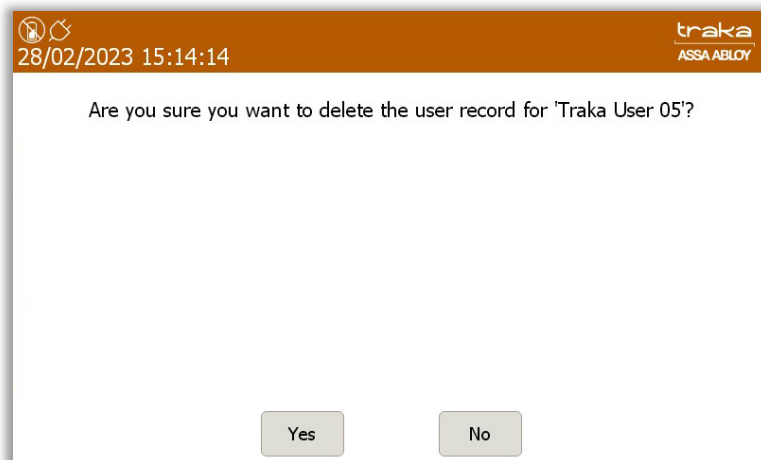 traka
28/02/2023 15:14:14
ASSA ABLOY
Are you sure you want to delete the user record for 'Traka User 05'?
Yes
No